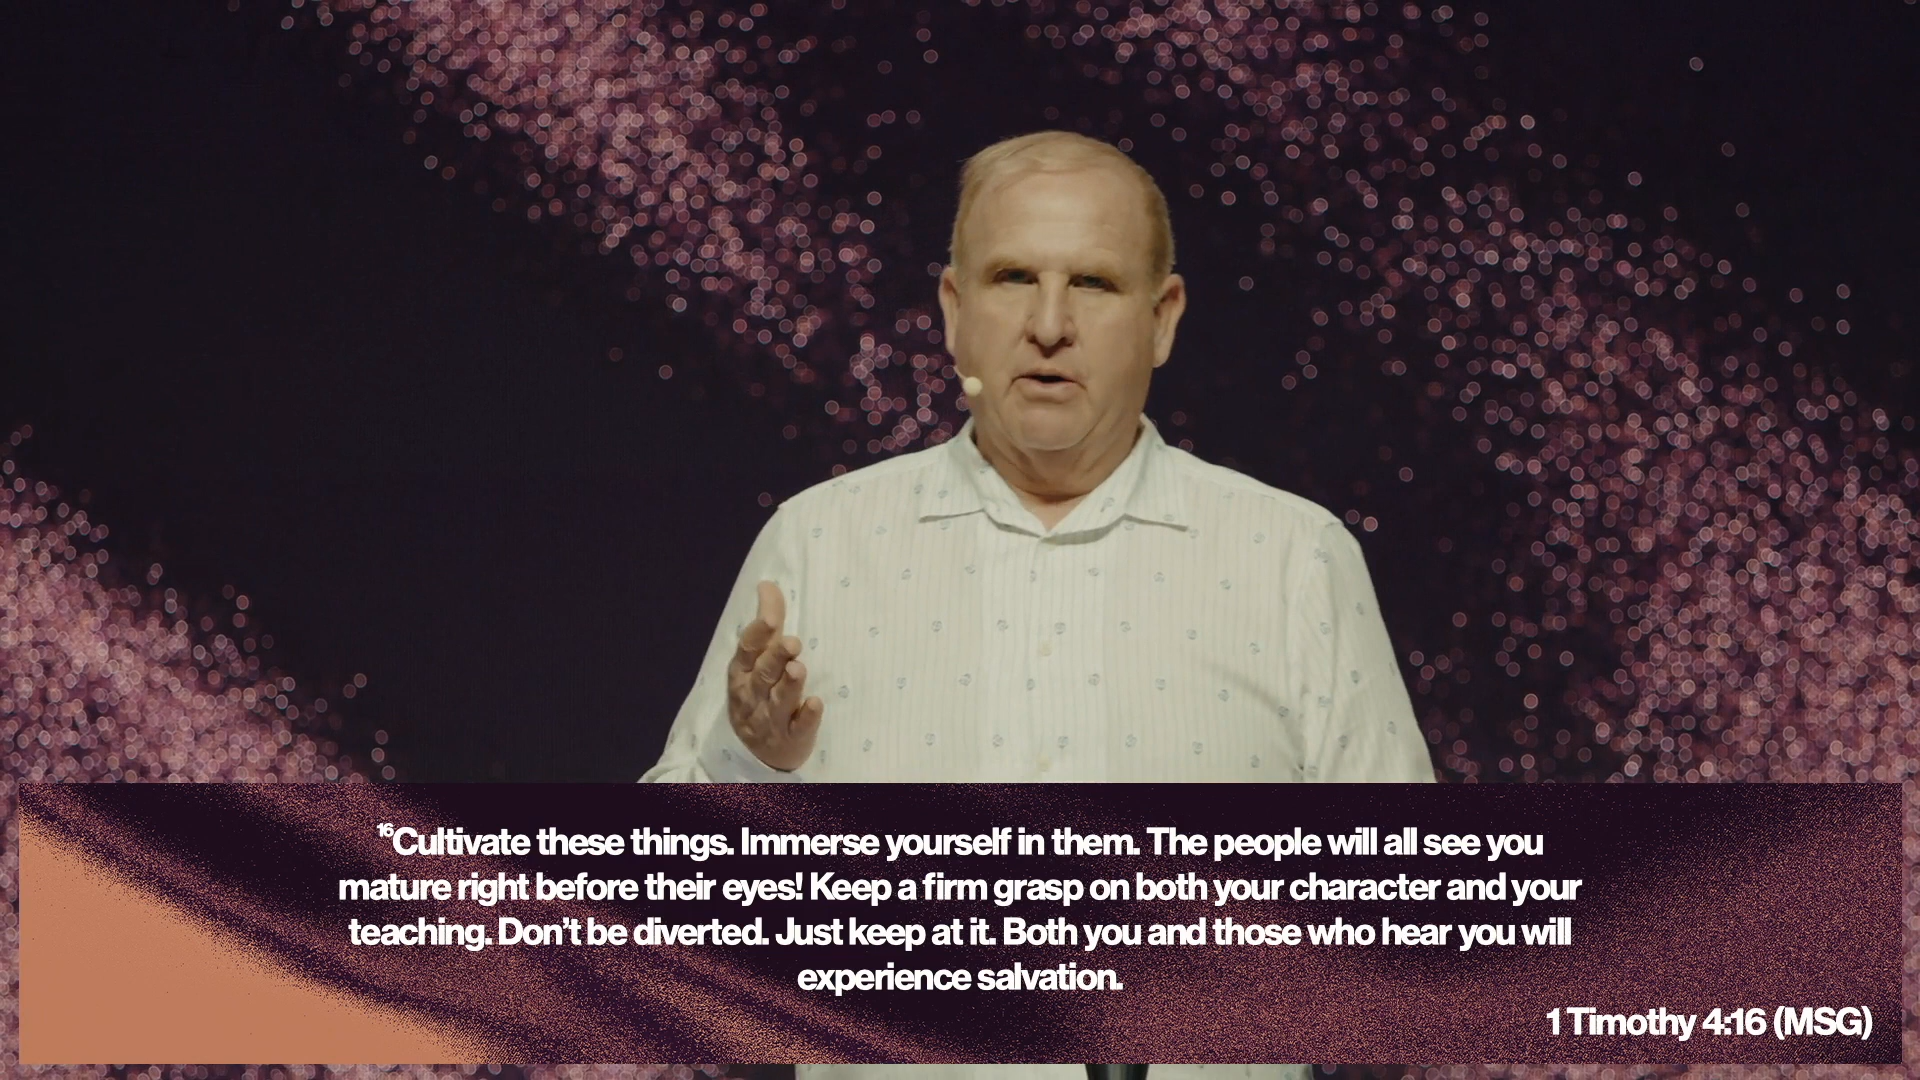 ¹⁶Cultivate these things. Immerse yourself in them. The people will all see you
mature right before their eyes! Keep a firm grasp on both your character and your
teaching. Don’t be diverted. Just keep at it. Both you and those who hear you will
experience salvation.
1 Timothy 4:16 (MSG)